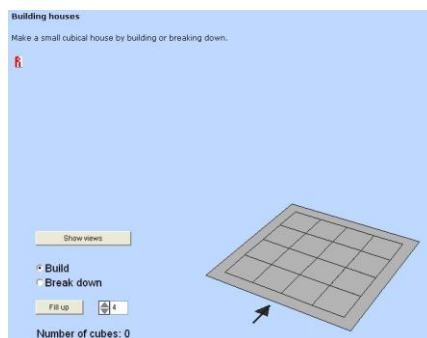 Building houses
Make a small cubical house by building or breaking down.
Show views
Build
Break down
Fill up 4
Number of cubes: 0